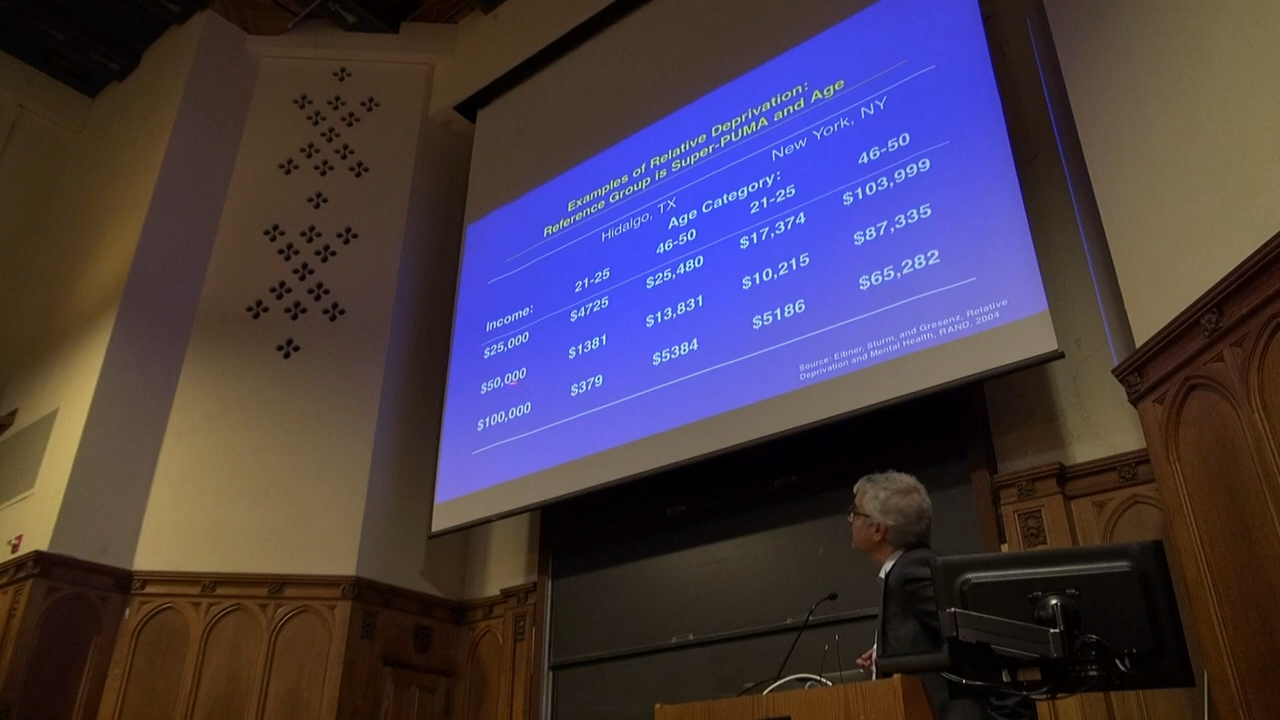 Examples of Relative Deprivation:
Reference Group is Super-PUMA and Age
Hidalgo, TX New York, NY
Age Category:
Income: 21-25 46-50 21-25 46-50
$25,000 $4725 $25,480 $17,374 $103,999
$50,000 $1381 $13,831 $10,215 $87,335
$100,000 $379 $5384 $5186 $65,282
Source: Eibner, Sturm, and Gresenz, Relative
Deprivation and Mental Health, RAND, 2004